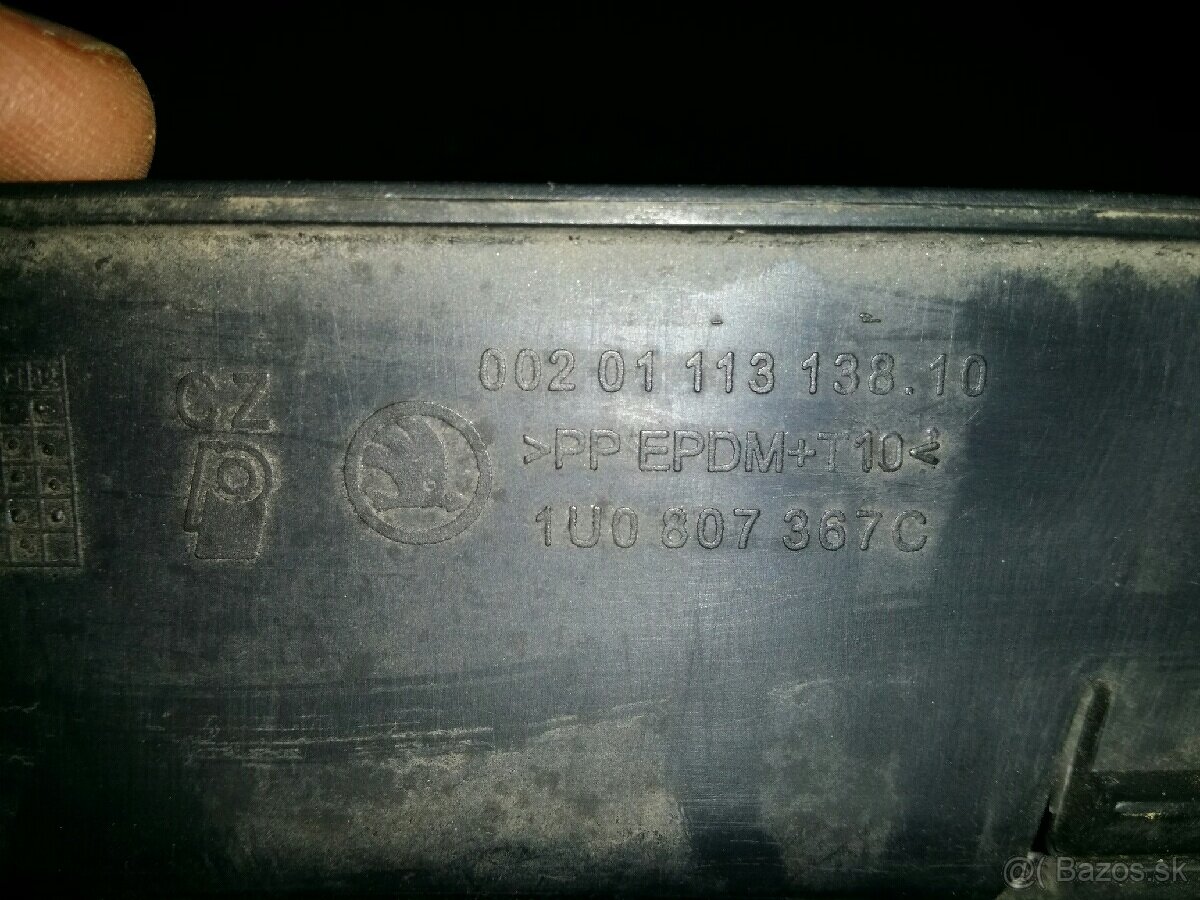 002 01 113 138.10
CZ
>PP EPDM+T10<
1U0 807 367C
@( Bazos.sk